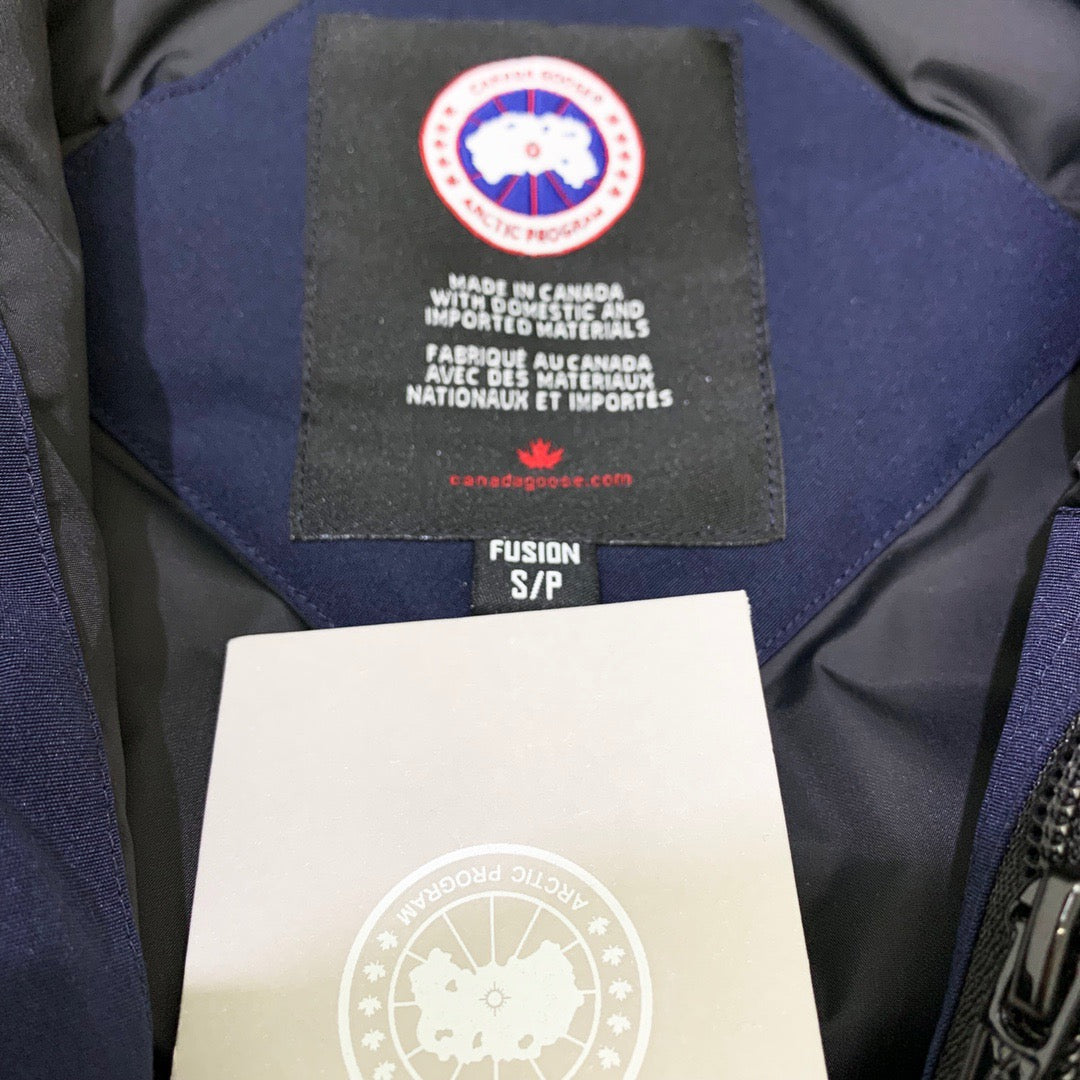 CANADA GOOSE®
ARCTIC PROGRAM
MADE IN CANADA
WITH DOMESTIC AND
IMPORTED MATERIALS
FABRIQUÉ AU CANADA
AVEC DES MATERIAUX
NATIONAUX ET IMPORTÉS
canadagoose.com
FUSION
S/P
ARCTIC PROGRAM